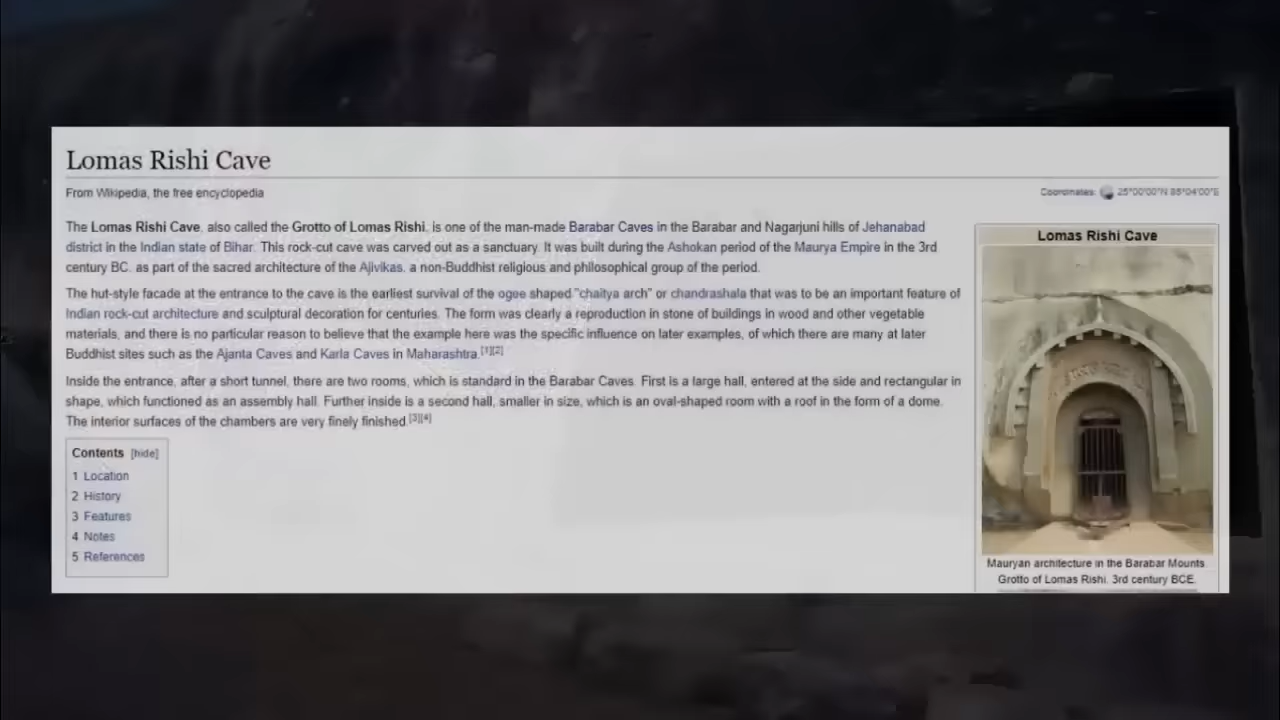 Lomas Rishi Cave
From Wikipedia, the free encyclopedia
Coordinates: 25°00'00"N 85°04'00"E
The Lomas Rishi Cave, also called the Grotto of Lomas Rishi, is one of the man-made Barabar Caves in the Barabar and Nagarjuni hills of Jehanabad
district in the Indian state of Bihar. This rock-cut cave was carved out as a sanctuary. It was built during the Ashokan period of the Maurya Empire in the 3rd
century BC, as part of the sacred architecture of the Ajivikas, a non-Buddhist religious and philosophical group of the period.
The hut-style facade at the entrance to the cave is the earliest survival of the ogee shaped "chaitya arch" or chandrashala that was to be an important feature of
Indian rock-cut architecture and sculptural decoration for centuries. The form was clearly a reproduction in stone of buildings in wood and other vegetable
materials, and there is no particular reason to believe that the example here was the specific influence on later examples, of which there are many at later
Buddhist sites such as the Ajanta Caves and Karla Caves in Maharashtra.[1][2]
Inside the entrance, after a short tunnel, there are two rooms, which is standard in the Barabar Caves. First is a large hall, entered at the side and rectangular in
shape, which functioned as an assembly hall. Further inside is a second hall, smaller in size, which is an oval-shaped room with a roof in the form of a dome.
The interior surfaces of the chambers are very finely finished.[3][4]
Contents [hide]
1 Location
2 History
3 Features
4 Notes
5 References
Lomas Rishi Cave
Mauryan architecture in the Barabar Mounts.
Grotto of Lomas Rishi. 3rd century BCE.